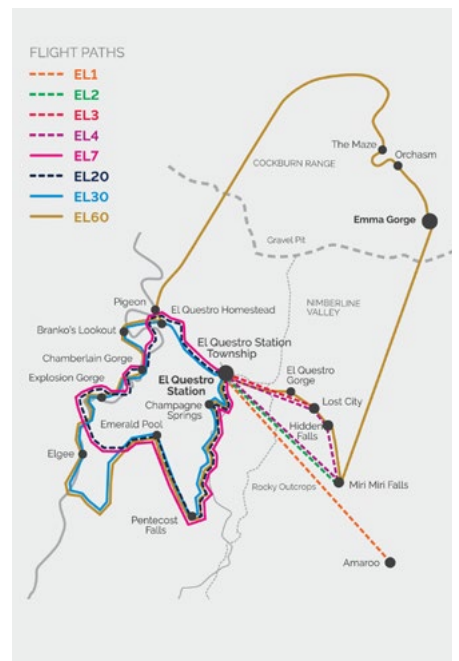 FLIGHT PATHS
EL1
EL2
EL3
EL4
EL7
EL20
EL30
EL60
The Maze
Orchasm
COCKBURN RANGE
Emma Gorge
Gravel Pit
Pigeon
El Questro Homestead
NIMBERLINE
VALLEY
Branko's Lookout
El Questro Station
Township
Chamberlain Gorge
El Questro
Gorge
Explosion Gorge
El Questro
Station
Lost City
Champagne
Springs
Hidden
Falls
Emerald Pool
Elgee
Rocky Outcrops
Miri Miri Falls
Pentecost
Falls
Amaroo